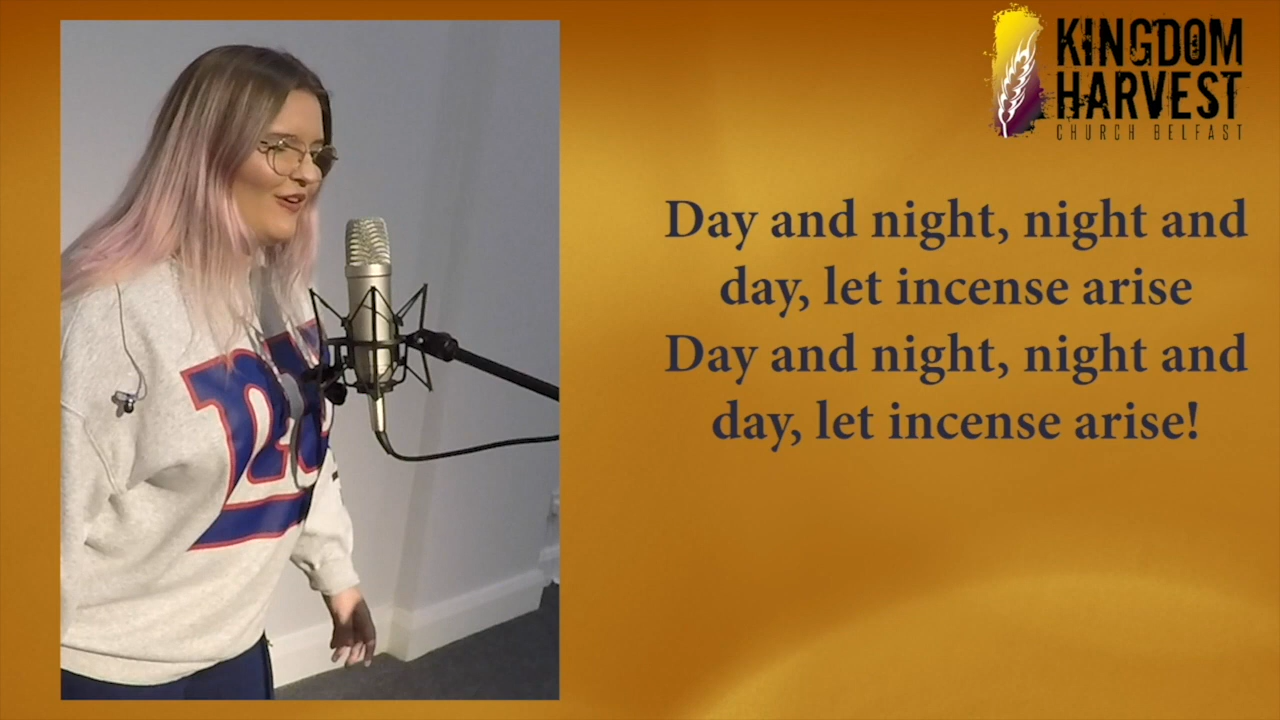 KINGDOM
HARVEST
CHURCH BELFAST
Day and night, night and
day, let incense arise
Day and night, night and
day, let incense arise!